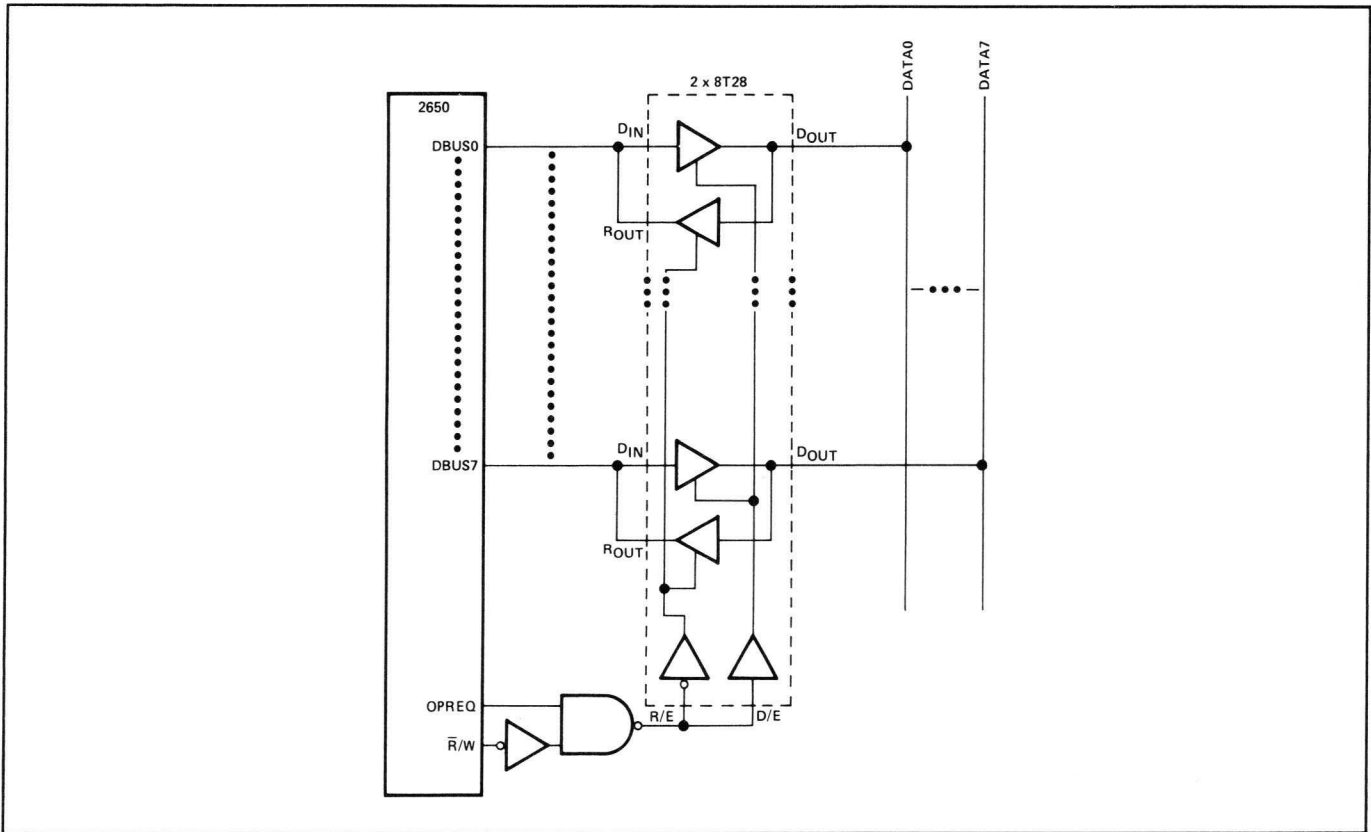 2 x 8T28
DATA0
DATA7
2650
DBUS0
DIN
DOUT
ROUT
DBUS7
DIN
DOUT
ROUT
OPREQ
R̅/W
R/E
D/E